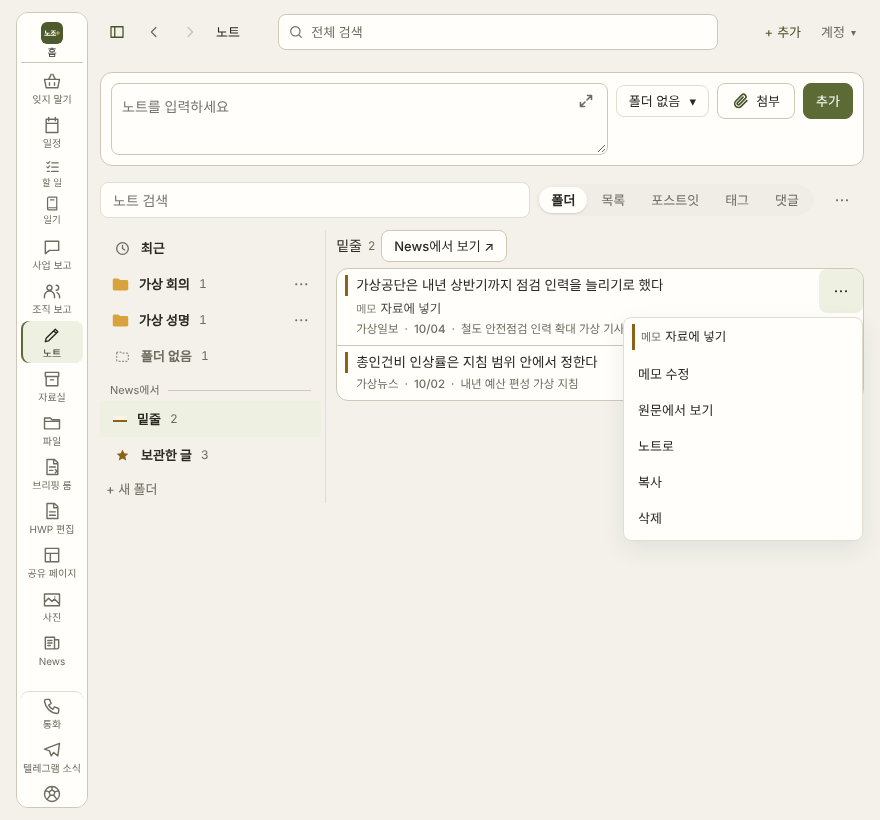 노조+
홈
노트
전체 검색
+ 추가
계정 ▾
잊지 말기
일정
할 일
일기
사업 보고
조직 보고
노트
자료실
파일
브리핑 룸
HWP 편집
공유 페이지
사진
News
통화
텔레그램 소식
노트를 입력하세요
폴더 없음 ▾
첨부
추가
노트 검색
폴더
목록
포스트잇
태그
댓글
···
최근
가상 회의 1 ···
가상 성명 1 ···
폴더 없음 1
News에서
밑줄 2
보관한 글 3
+ 새 폴더
밑줄 2
News에서 보기 ↗
가상공단은 내년 상반기까지 점검 인력을 늘리기로 했다
···
메모 자료에 넣기
가상일보 · 10/04 · 철도 안전점검 인력 확대 가상 기사
총인건비 인상률은 지침 범위 안에서 정한다
가상뉴스 · 10/02 · 내년 예산 편성 가상 지침
메모 자료에 넣기
메모 수정
원문에서 보기
노트로
복사
삭제